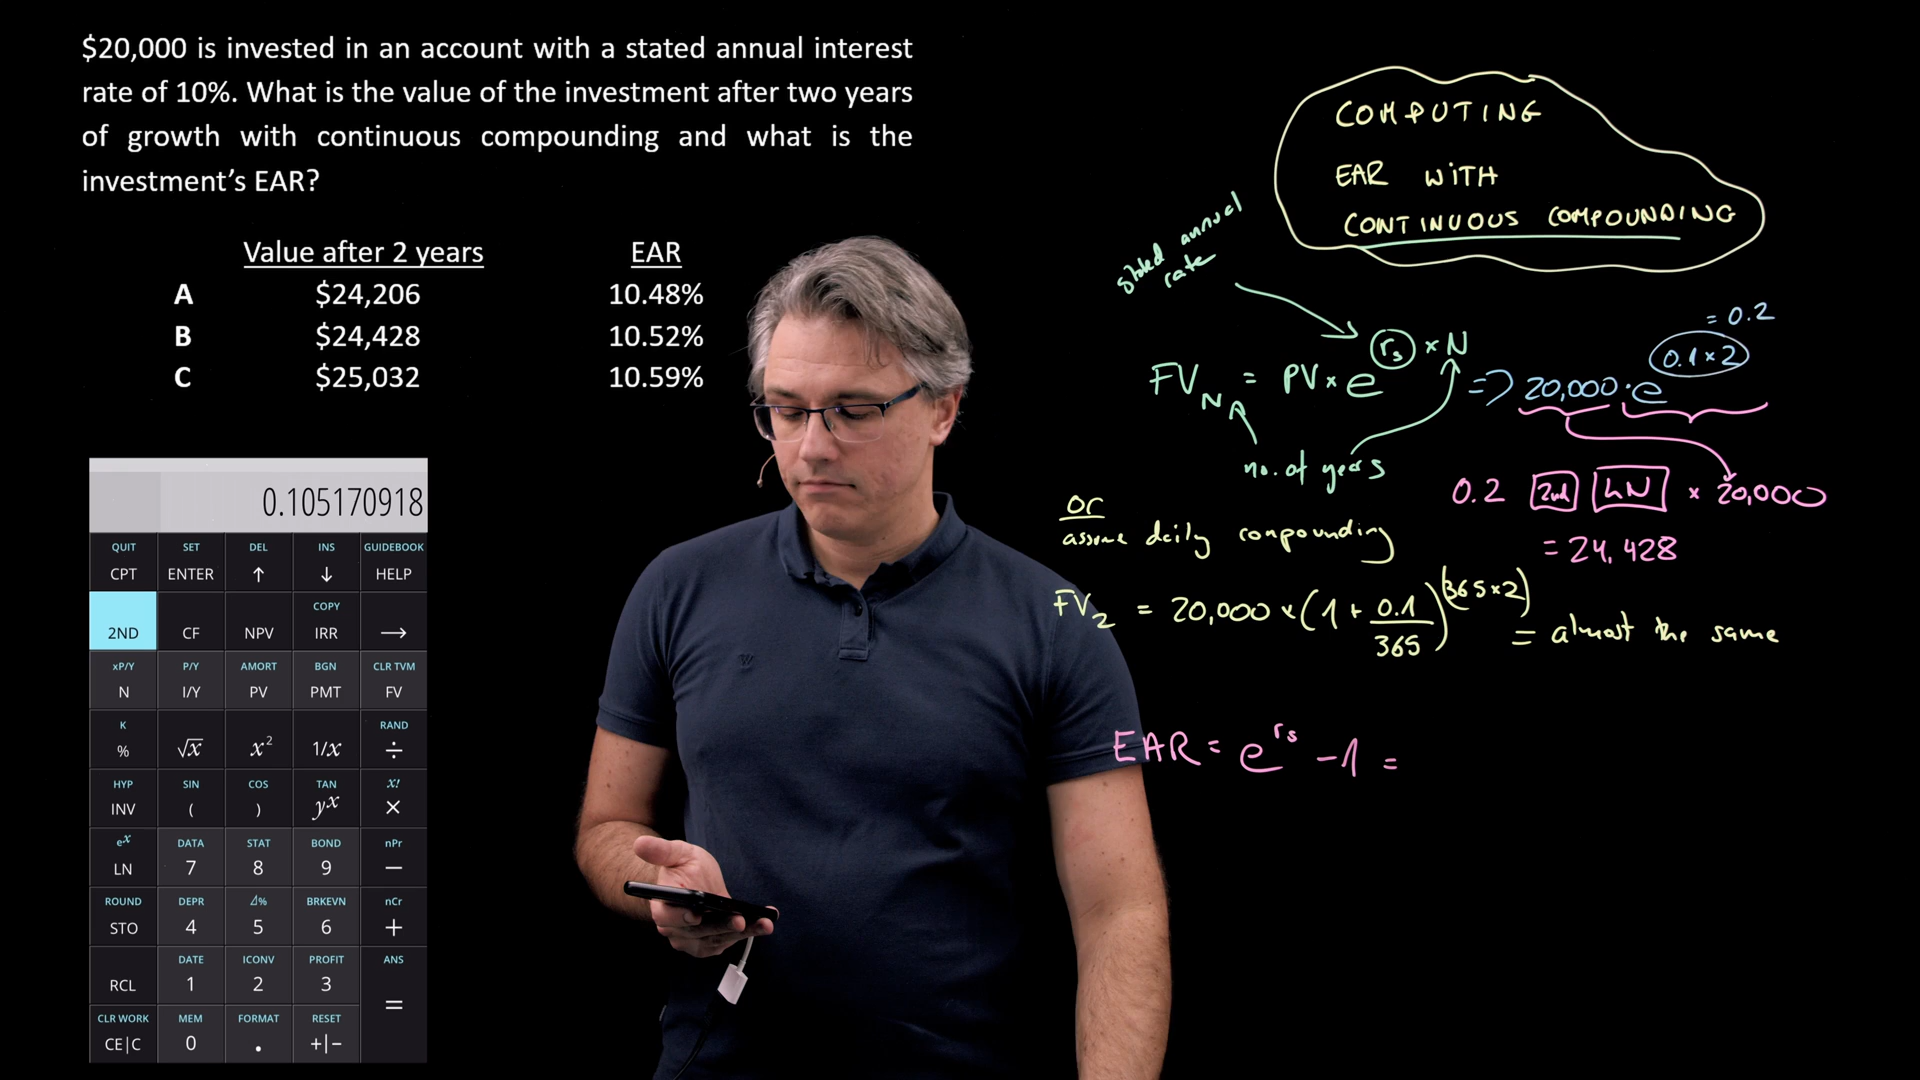 $20,000 is invested in an account with a stated annual interest
rate of 10%. What is the value of the investment after two years
of growth with continuous compounding and what is the
investment’s EAR?
Value after 2 years EAR
A $24,206 10.48%
B $24,428 10.52%
C $25,032 10.59%
COMPUTING
EAR WITH
CONTINUOUS COMPOUNDING
stated annual
rate
FV_N = PV × e^(r_s × N) => 20,000 · e^(0.1 × 2)
= 0.2
no. of years
0.2 2nd LN × 20,000
= 24,428
or
assume daily compounding
FV_2 = 20,000 × (1 + 0.1/365)^(365 × 2) = almost the same
EAR = e^(r_s) - 1 =
0.105170918
QUIT SET DEL INS GUIDEBOOK
CPT ENTER ↑ ↓ HELP
COPY
2ND CF NPV IRR →
xP/Y P/Y AMORT BGN CLR TVM
N I/Y PV PMT FV
K RAND
% √x x² 1/x ÷
HYP SIN COS TAN x!
INV ( ) yˣ ×
eˣ DATA STAT BOND nPr
LN 7 8 9 −
ROUND DEPR Δ% BRKEVN nCr
STO 4 5 6 +
DATE ICONV PROFIT ANS
RCL 1 2 3 =
CLR WORK MEM FORMAT RESET
CE|C 0 . +|−